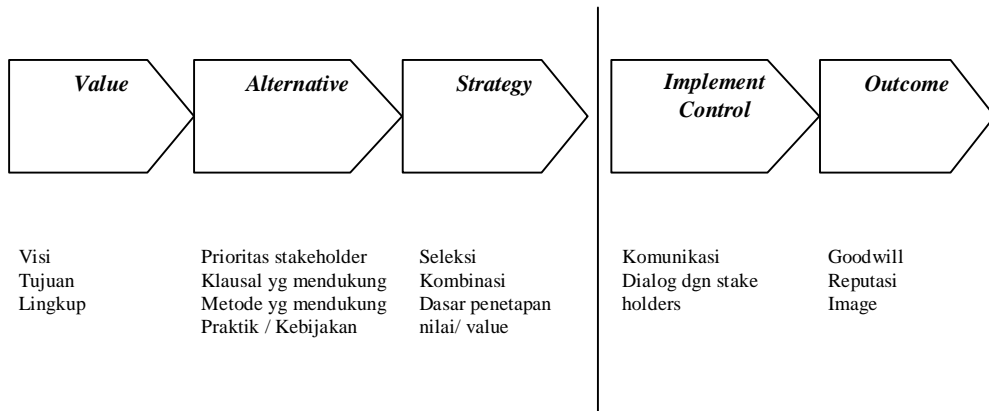 Value
Alternative
Strategy
Implement
Control
Outcome
Visi
Tujuan
Lingkup
Prioritas stakeholder
Klausal yg mendukung
Metode yg mendukung
Praktik / Kebijakan
Seleksi
Kombinasi
Dasar penetapan
nilai/ value
Komunikasi
Dialog dgn stake
holders
Goodwill
Reputasi
Image